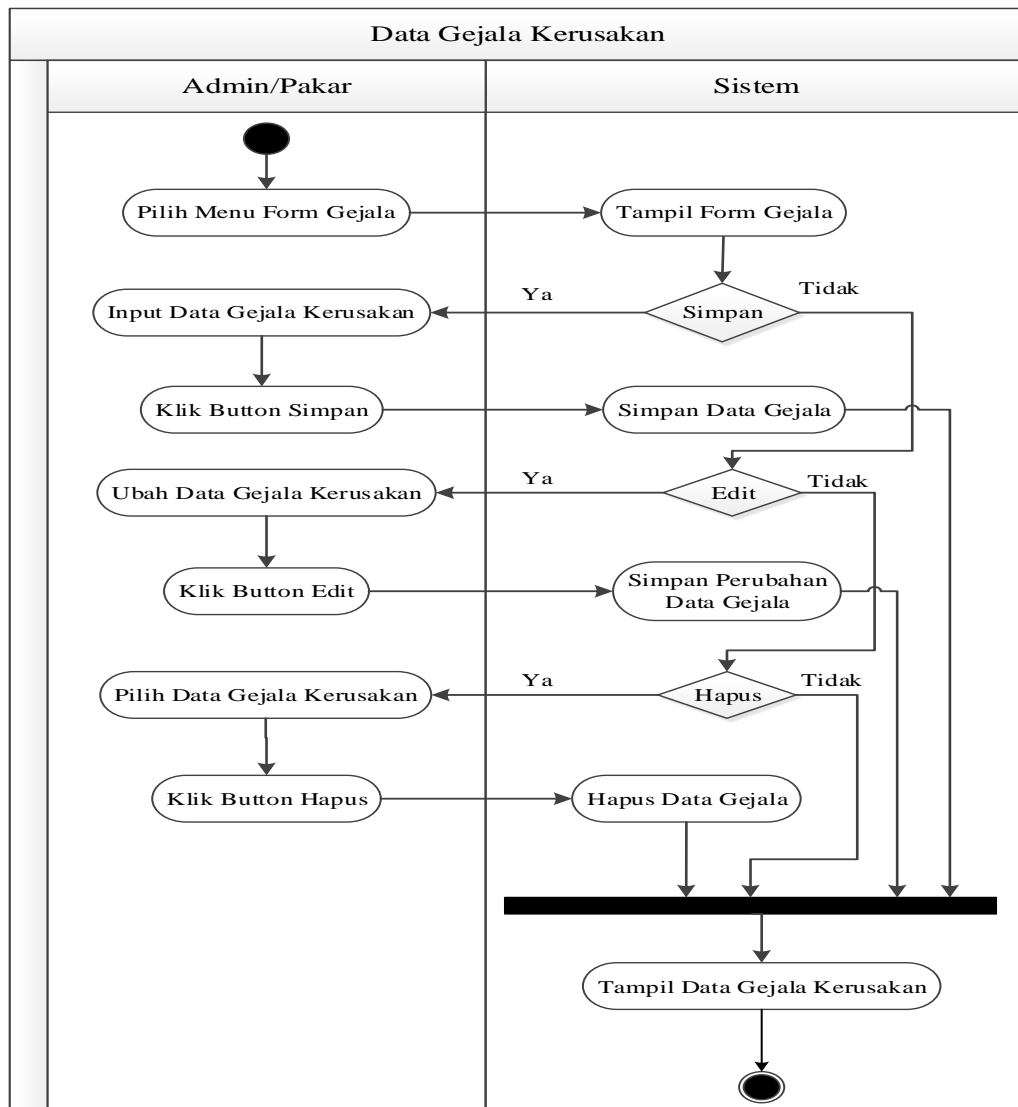 Data Gejala Kerusakan
Admin/Pakar
Sistem
Pilih Menu Form Gejala
Tampil Form Gejala
Ya
Tidak
Input Data Gejala Kerusakan
Simpan
Klik Button Simpan
Simpan Data Gejala
Ya
Tidak
Ubah Data Gejala Kerusakan
Edit
Klik Button Edit
Simpan Perubahan
Data Gejala
Ya
Tidak
Pilih Data Gejala Kerusakan
Hapus
Klik Button Hapus
Hapus Data Gejala
Tampil Data Gejala Kerusakan